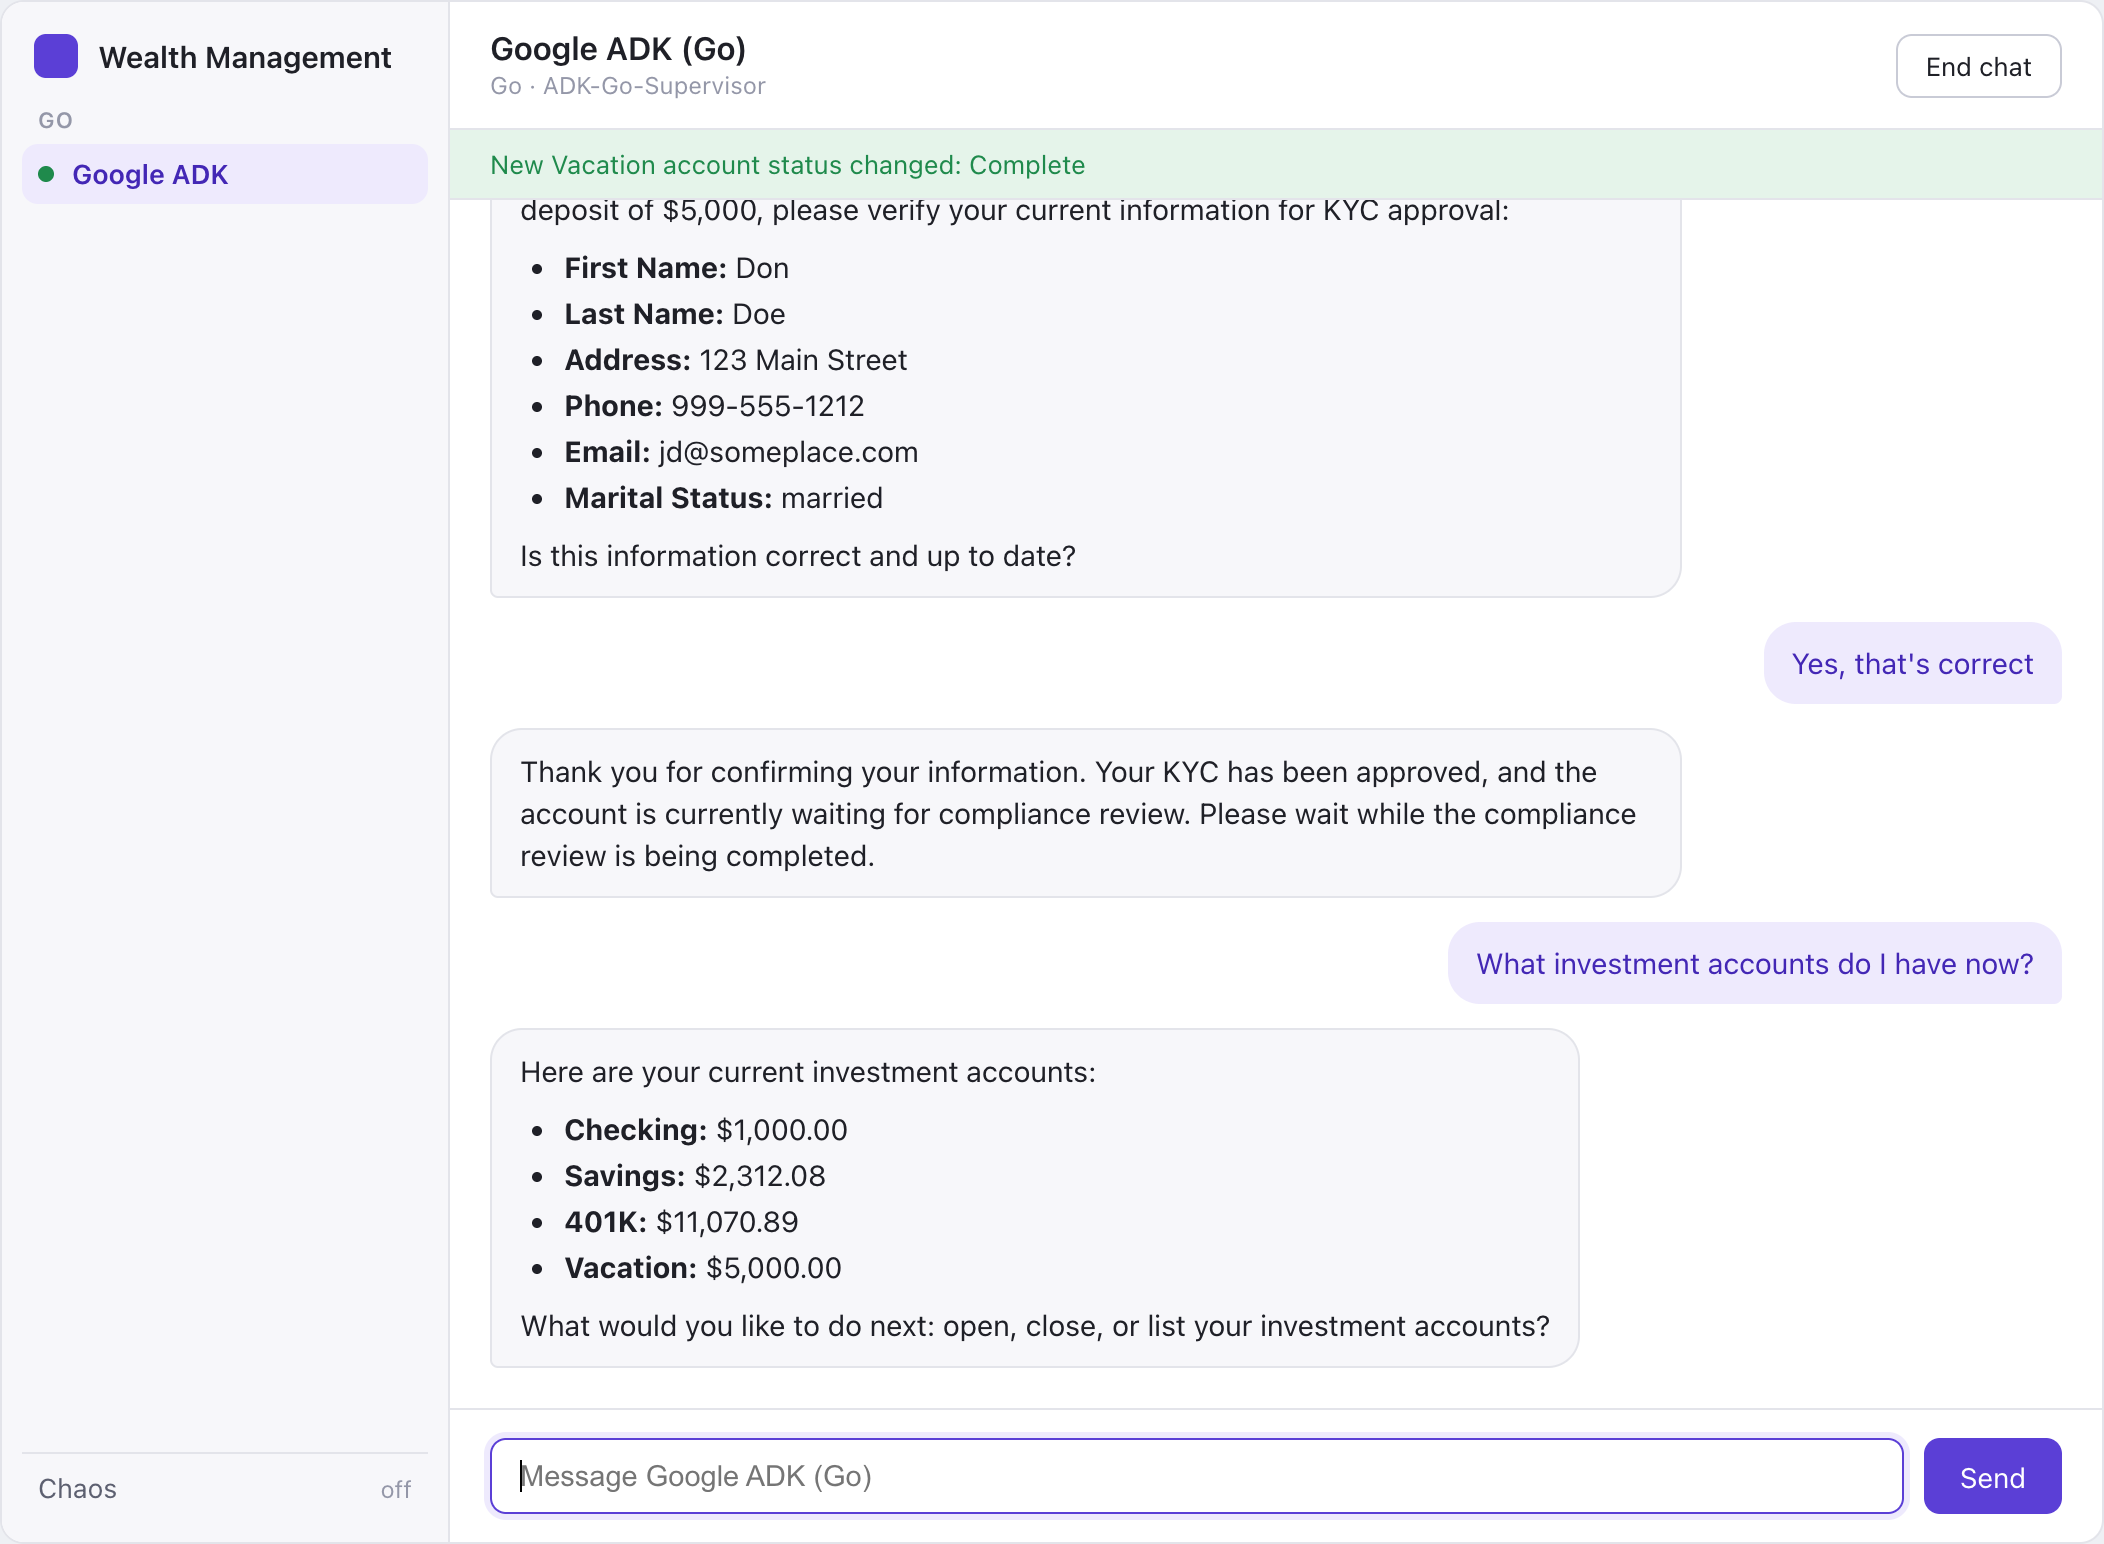 Wealth Management
GO
Google ADK
Chaos
off
Google ADK (Go)
Go · ADK-Go-Supervisor
End chat
New Vacation account status changed: Complete
deposit of $5,000, please verify your current information for KYC approval:
• First Name: Don
• Last Name: Doe
• Address: 123 Main Street
• Phone: 999-555-1212
• Email: jd@someplace.com
• Marital Status: married
Is this information correct and up to date?
Yes, that's correct
Thank you for confirming your information. Your KYC has been approved, and the
account is currently waiting for compliance review. Please wait while the compliance
review is being completed.
What investment accounts do I have now?
Here are your current investment accounts:
• Checking: $1,000.00
• Savings: $2,312.08
• 401K: $11,070.89
• Vacation: $5,000.00
What would you like to do next: open, close, or list your investment accounts?
Message Google ADK (Go)
Send